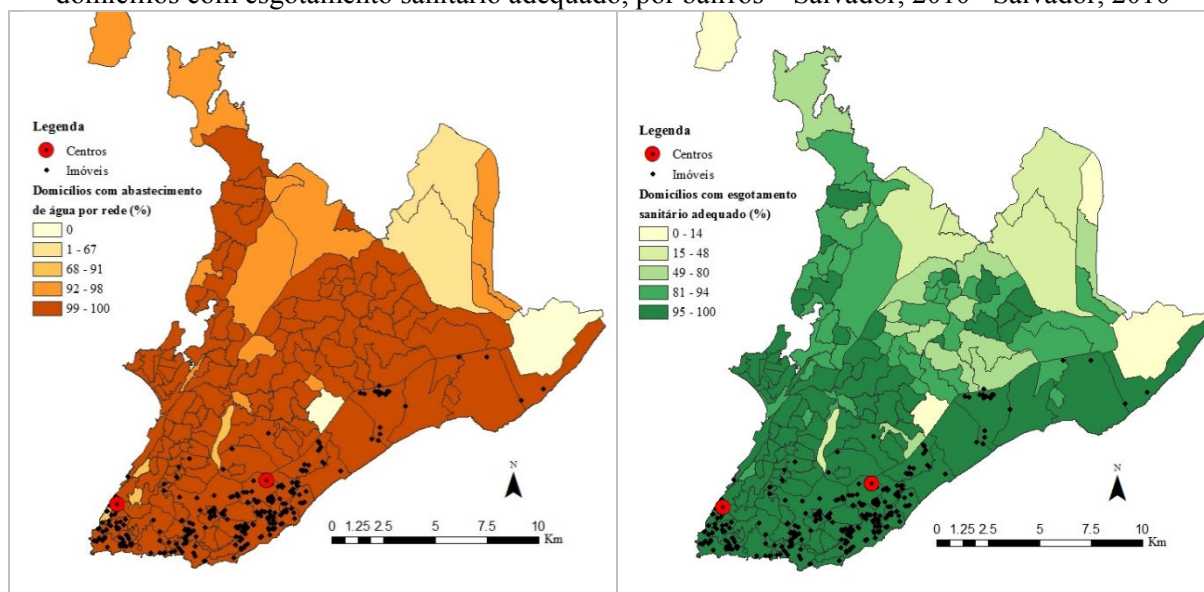 domicílios com esgotamento sanitário adequado, por bairros – Salvador, 2010 - Salvador, 2010
Legenda
Centros
Imóveis
Domicílios com abastecimento
de água por rede (%)
0
1 - 67
68 - 91
92 - 98
99 - 100
N
0 1.25 2.5 5 7.5 10
Km
Legenda
Centros
Imóveis
Domicílios com esgotamento
sanitário adequado (%)
0 - 14
15 - 48
49 - 80
81 - 94
95 - 100
N
0 1.25 2.5 5 7.5 10
Km